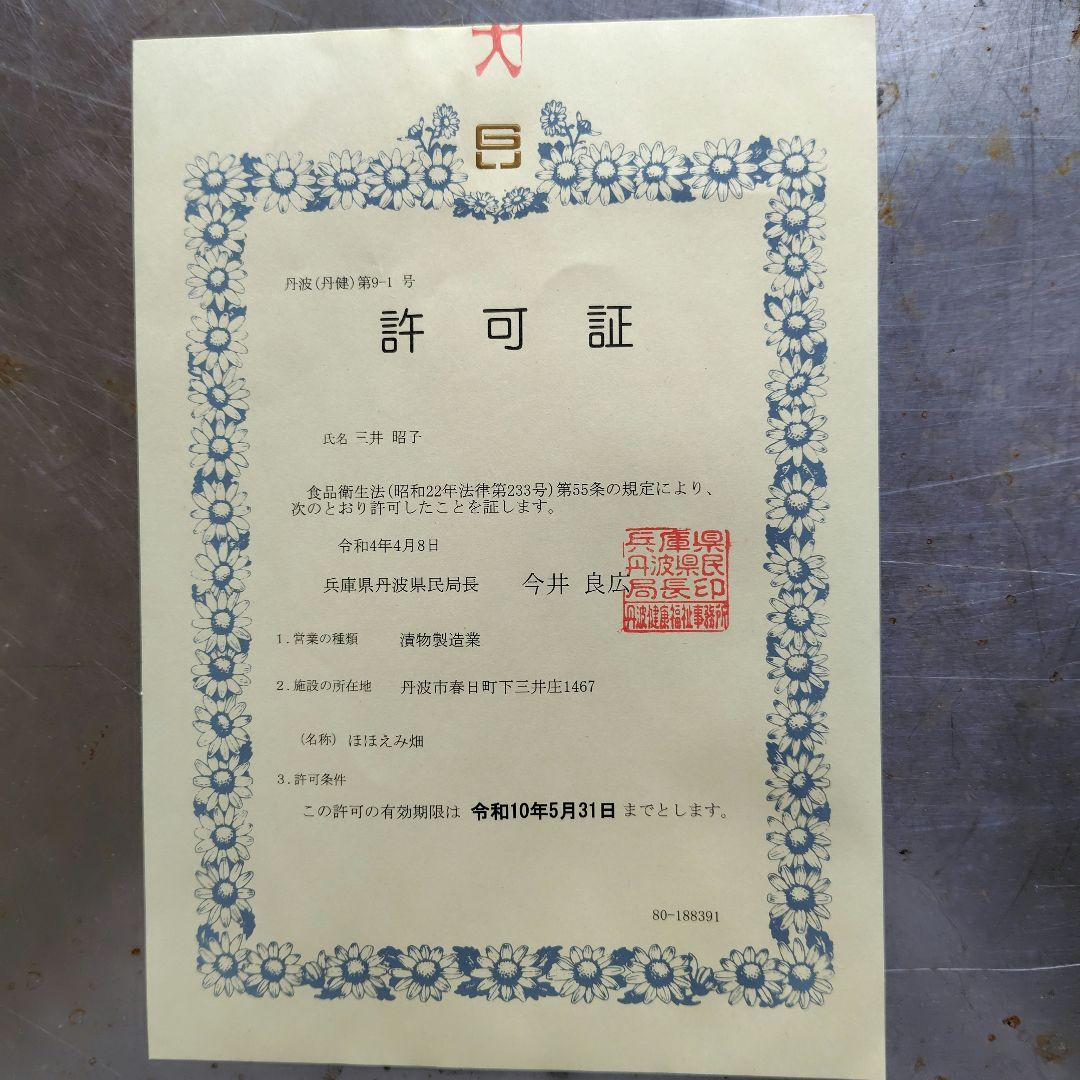 丹波(丹健)第9-1 号
許可証
氏名 三井 昭子
食品衛生法(昭和22年法律第233号)第55条の規定により、
次のとおり許可したことを証します。
令和4年4月8日
兵庫県丹波県民局長 今井 良広
兵庫県
丹波県民
局長印
丹波健康福祉事務所
1.営業の種類 漬物製造業
2.施設の所在地 丹波市春日町下三井庄1467
(名称) ほほえみ畑
3.許可条件
この許可の有効期限は 令和10年5月31日 までとします。
80-188391